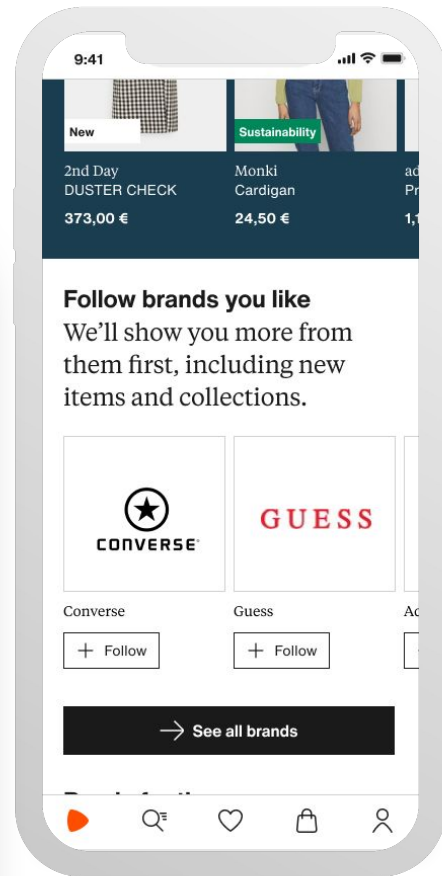 9:41
New
Sustainability
2nd Day
DUSTER CHECK
373,00 €
Monki
Cardigan
24,50 €
Follow brands you like
We’ll show you more from
them first, including new
items and collections.
CONVERSE
GUESS
Converse
Guess
+ Follow
+ Follow
→ See all brands